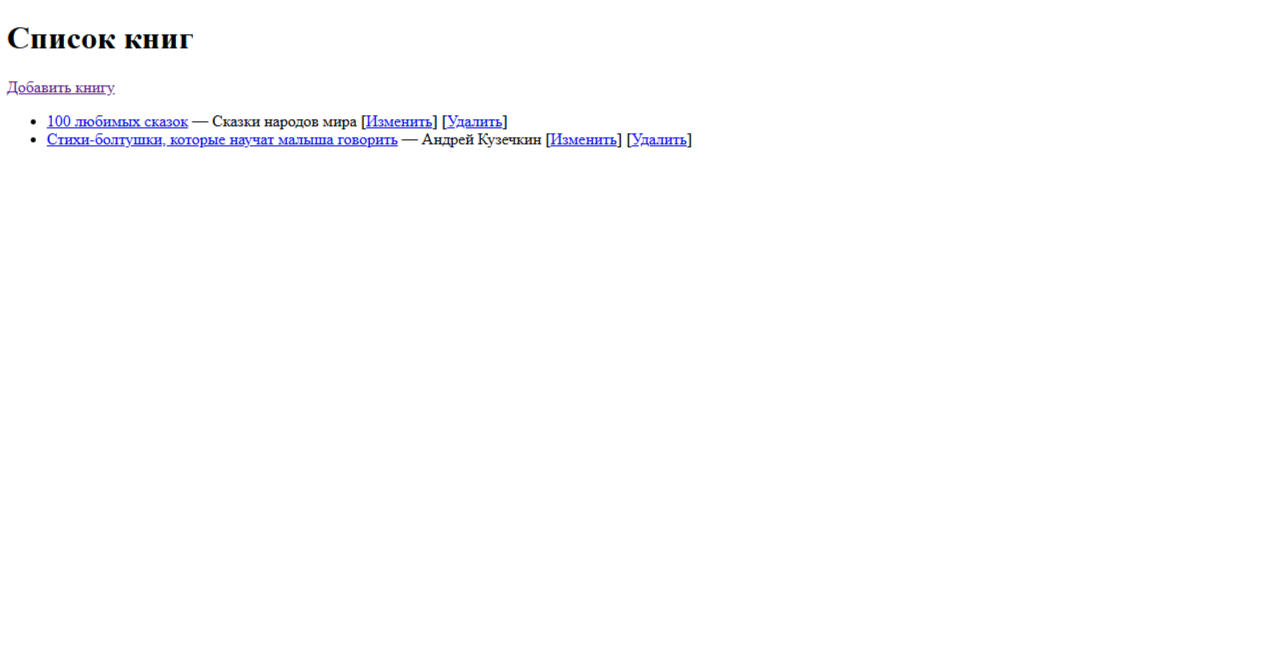 Список книг
Добавить книгу
100 любимых сказок — Сказки народов мира [Изменить] [Удалить]
Стихи-болтушки, которые научат малыша говорить — Андрей Кузечкин [Изменить] [Удалить]